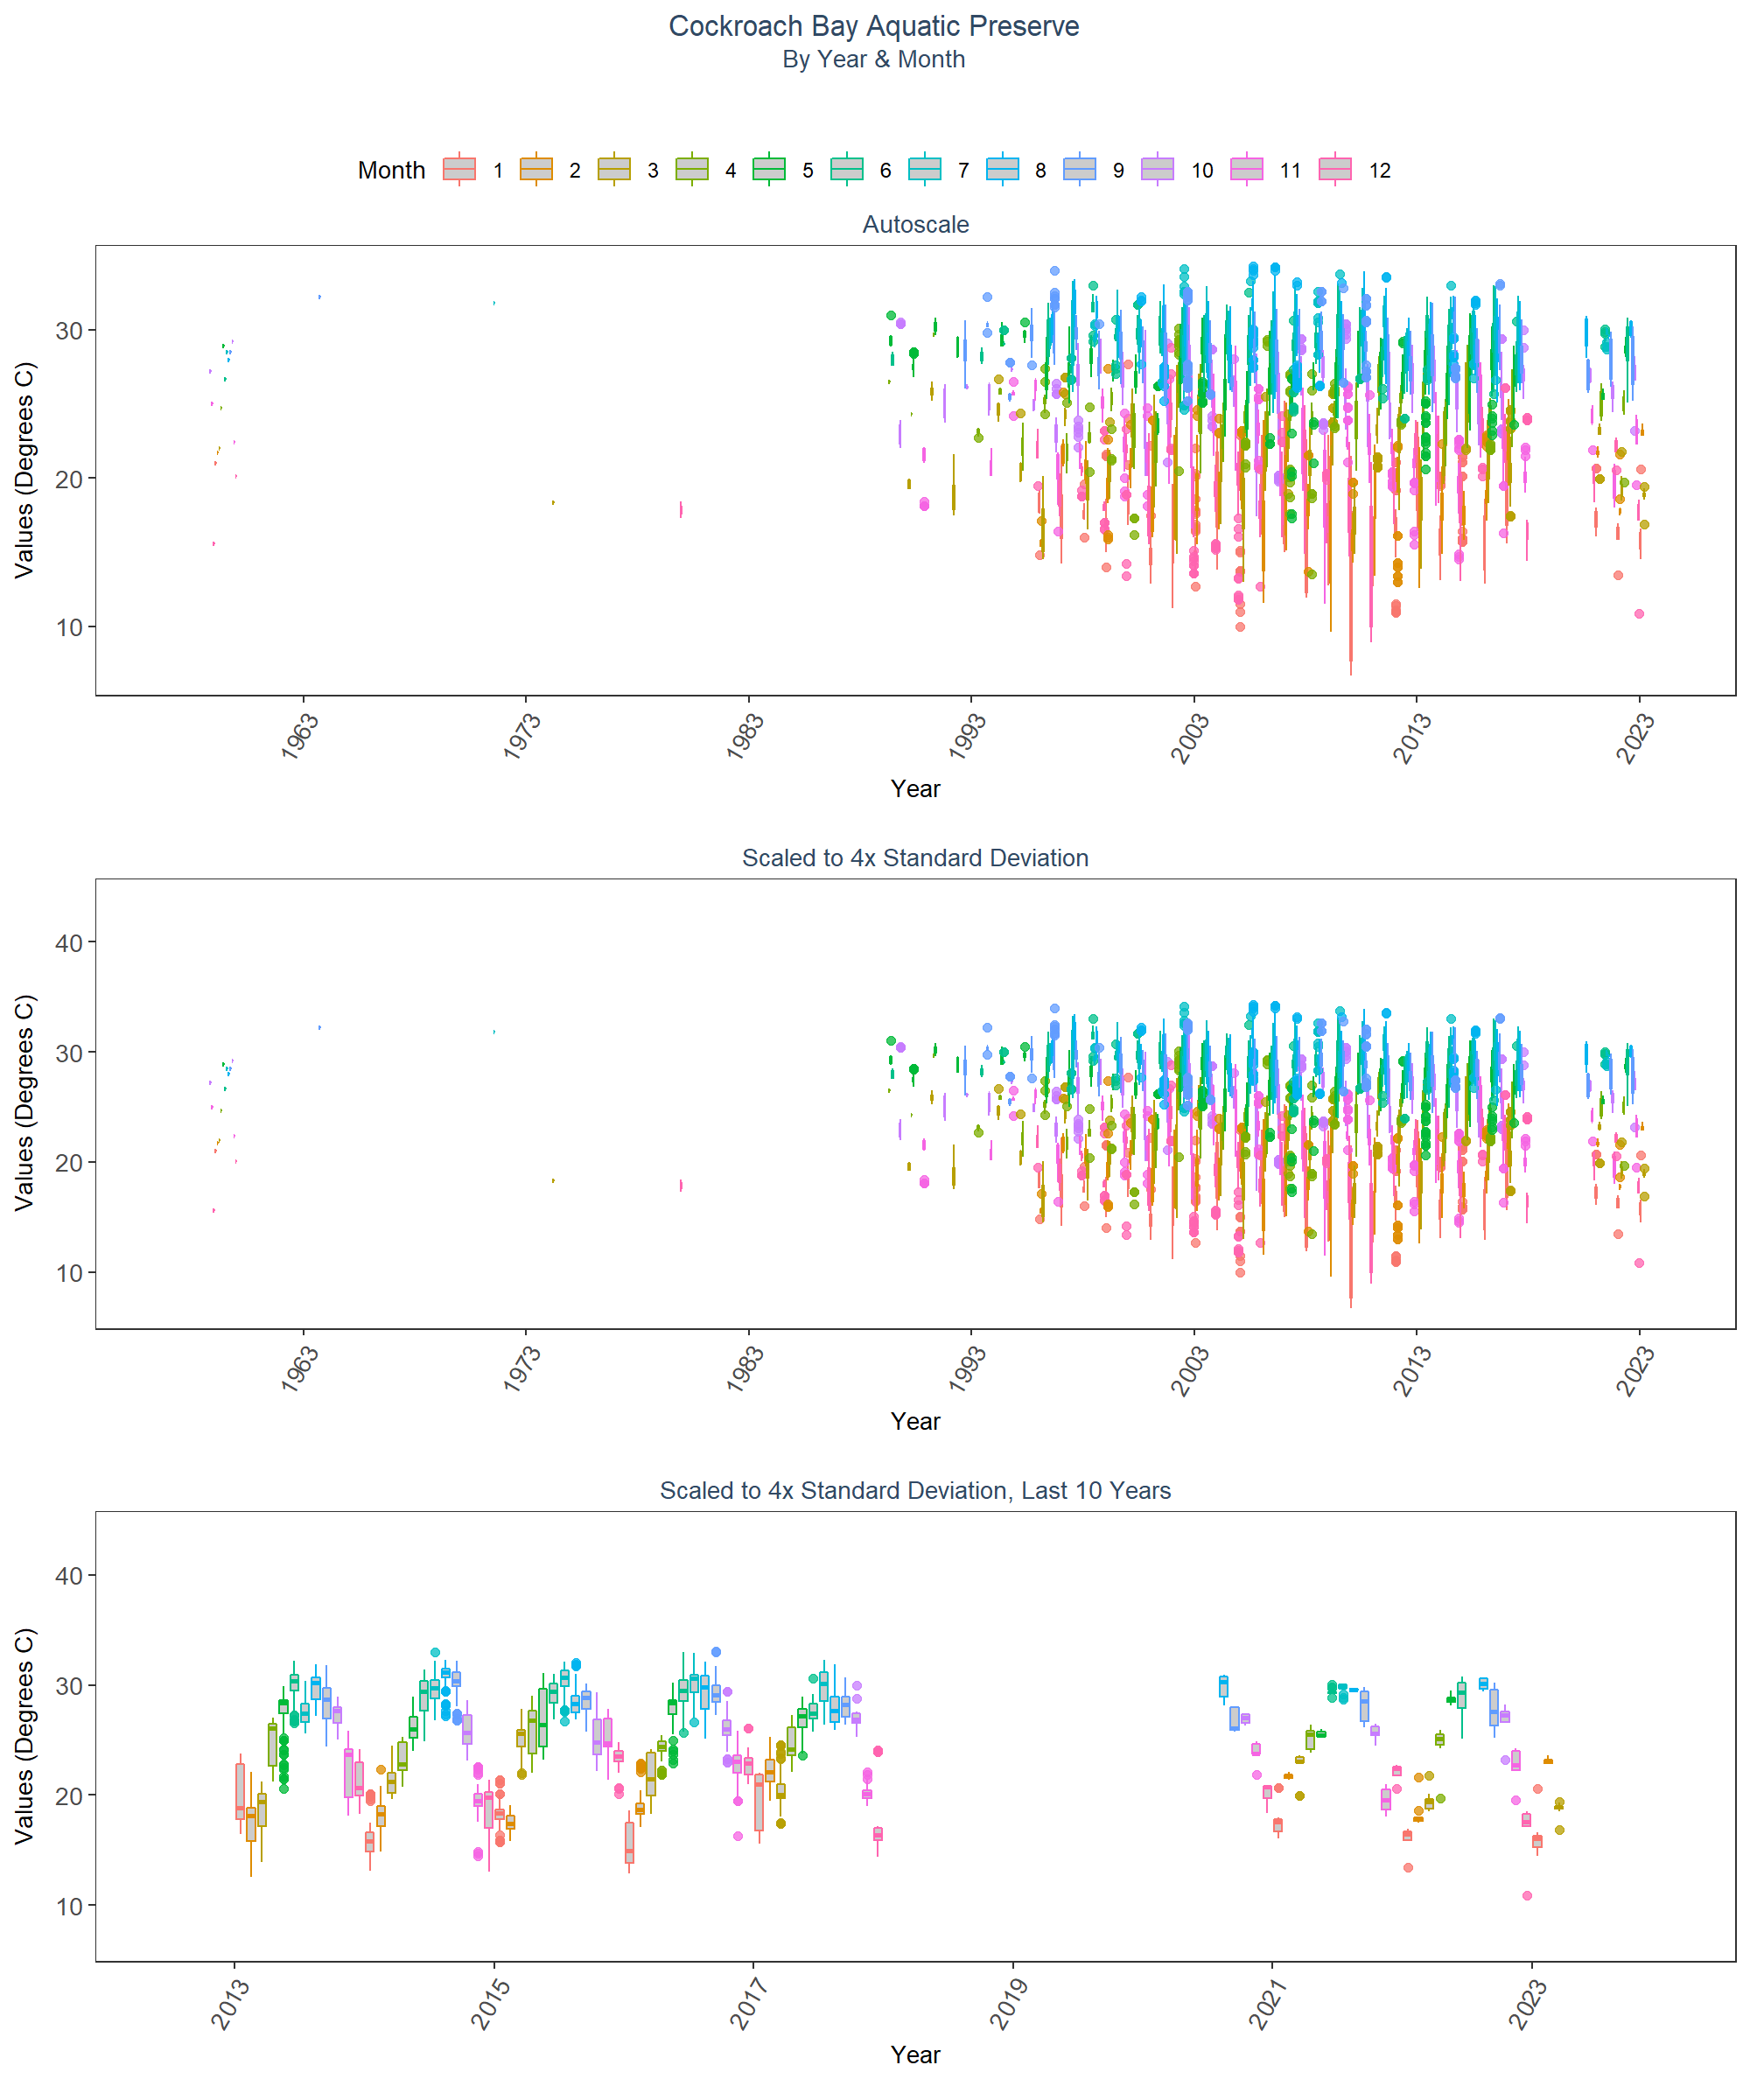 Cockroach Bay Aquatic Preserve
By Year & Month
Month 1 2 3 4 5 6 7 8 9 10 11 12
Autoscale
Values (Degrees C)
30
20
10
1963 1973 1983 1993 2003 2013 2023
Year
Scaled to 4x Standard Deviation
Values (Degrees C)
40
30
20
10
1963 1973 1983 1993 2003 2013 2023
Year
Scaled to 4x Standard Deviation, Last 10 Years
Values (Degrees C)
40
30
20
10
2013 2015 2017 2019 2021 2023
Year